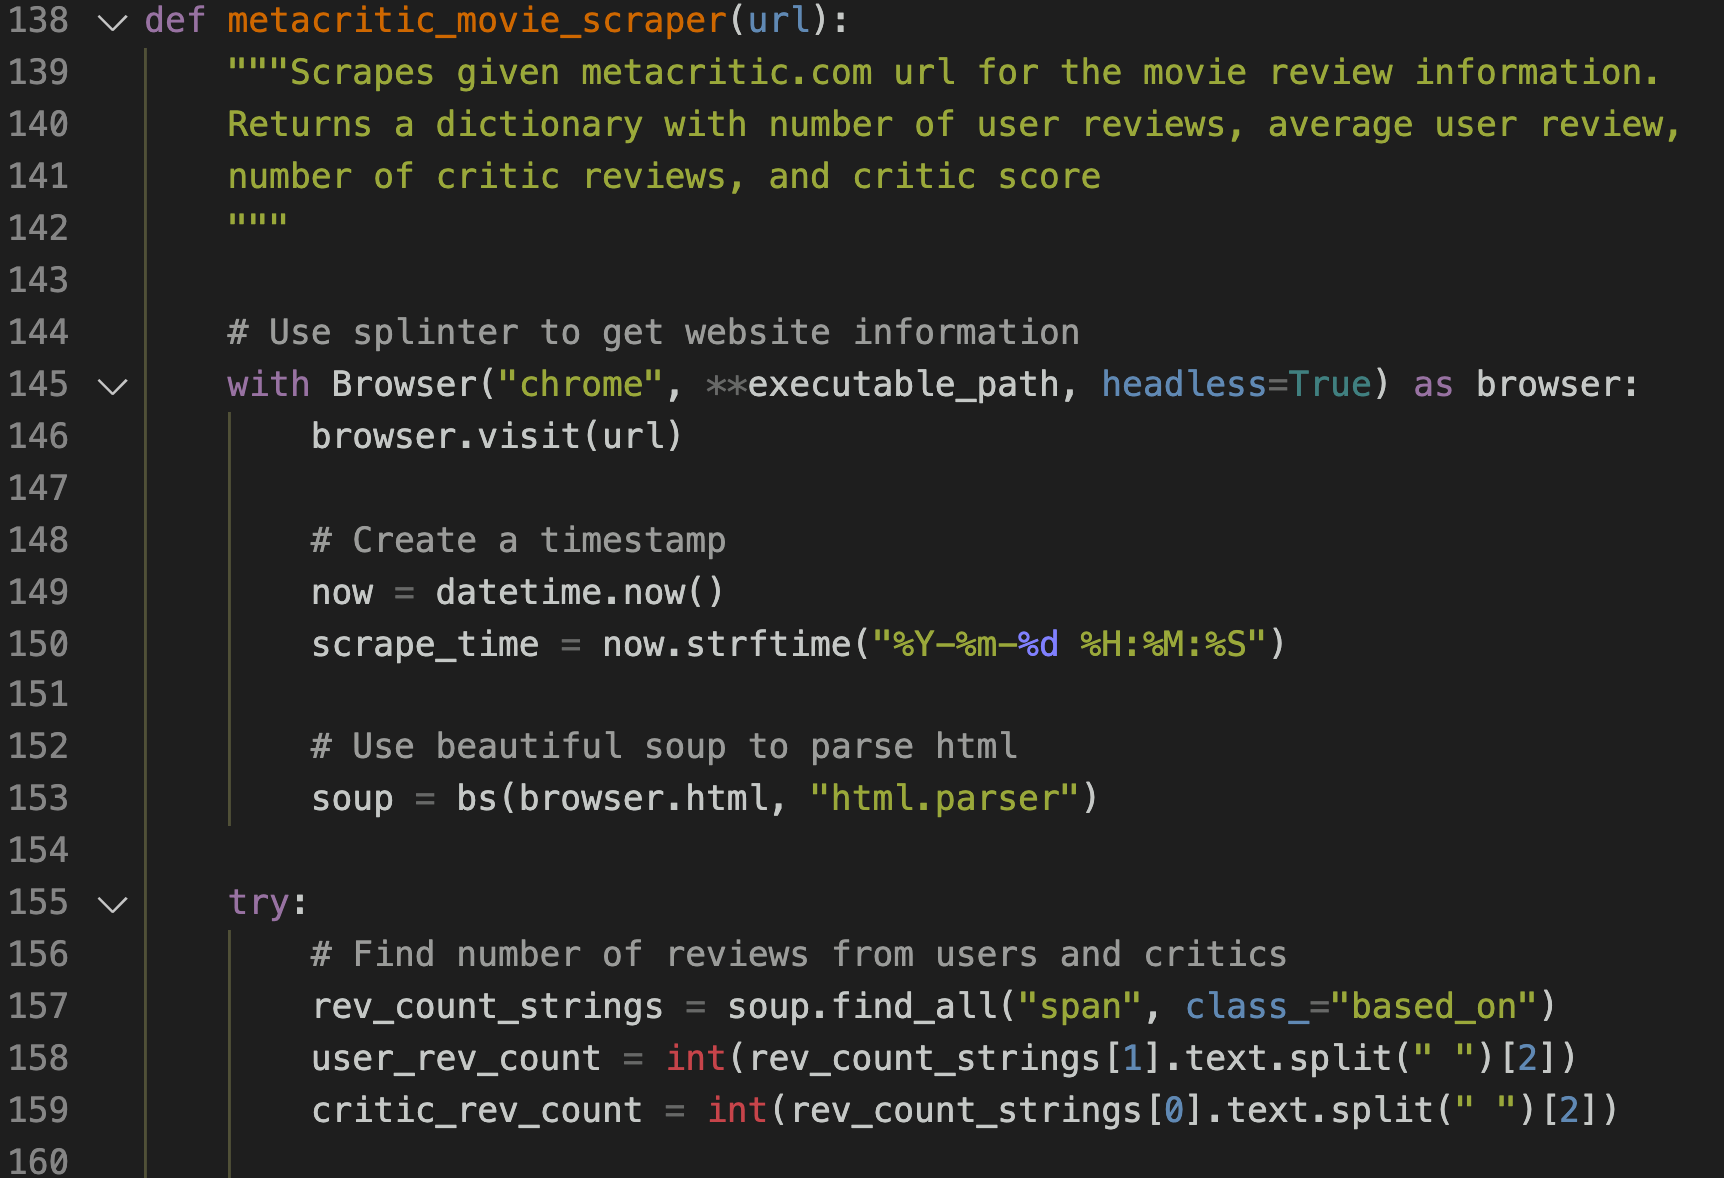 138 def metacritic_movie_scraper(url):
139     """Scrapes given metacritic.com url for the movie review information.
140     Returns a dictionary with number of user reviews, average user review,
141     number of critic reviews, and critic score
142     """
143
144     # Use splinter to get website information
145     with Browser("chrome", **executable_path, headless=True) as browser:
146         browser.visit(url)
147
148         # Create a timestamp
149         now = datetime.now()
150         scrape_time = now.strftime("%Y-%m-%d %H:%M:%S")
151
152         # Use beautiful soup to parse html
153         soup = bs(browser.html, "html.parser")
154
155     try:
156         # Find number of reviews from users and critics
157         rev_count_strings = soup.find_all("span", class_="based_on")
158         user_rev_count = int(rev_count_strings[1].text.split(" ")[2])
159         critic_rev_count = int(rev_count_strings[0].text.split(" ")[2])
160